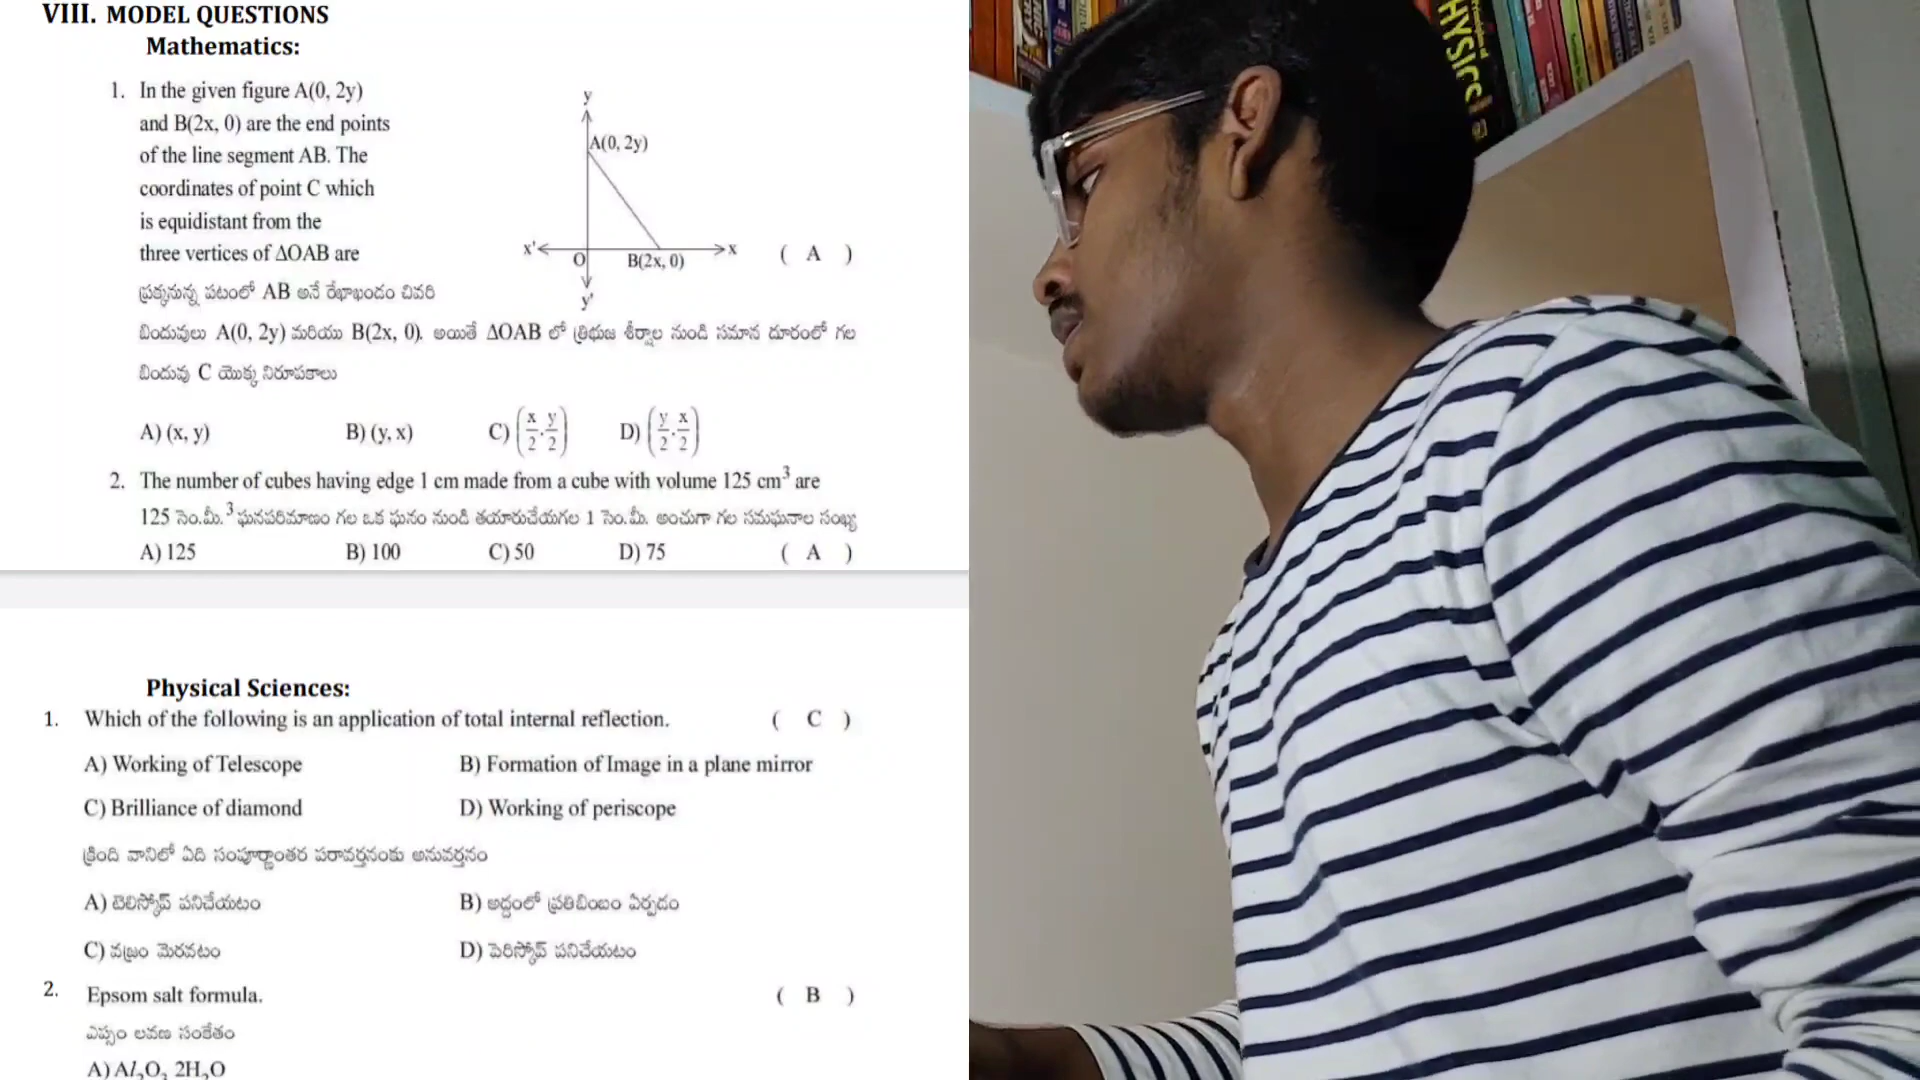 VIII. MODEL QUESTIONS
Mathematics:
1. In the given figure A(0, 2y)
and B(2x, 0) are the end points
of the line segment AB. The
coordinates of point C which
is equidistant from the
three vertices of ΔOAB are ( A )
y
A(0, 2y)
x' x
O B(2x, 0)
y'
ప్రక్కనున్న పటంలో AB అనే రేఖాఖండం చివరి
బిందువులు A(0, 2y) మరియు B(2x, 0). అయితే ΔOAB లో త్రిభుజ శీర్షాల నుండి సమాన దూరంలో గల
బిందువు C యొక్క నిరూపకాలు
A) (x, y) B) (y, x) C) (x/2, y/2) D) (y/2, x/2)
2. The number of cubes having edge 1 cm made from a cube with volume 125 cm³ are
125 సెం.మీ.³ ఘనపరిమాణం గల ఒక ఘనం నుండి తయారుచేయగల 1 సెం.మీ. అంచుగా గల సమఘనాల సంఖ్య
A) 125 B) 100 C) 50 D) 75 ( A )
Physical Sciences:
1. Which of the following is an application of total internal reflection. ( C )
A) Working of Telescope B) Formation of Image in a plane mirror
C) Brilliance of diamond D) Working of periscope
క్రింది వానిలో ఏది సంపూర్ణాంతర పరావర్తనంకు అనువర్తనం
A) టెలిస్కోప్ పనిచేయటం B) అద్దంలో ప్రతిబింబం ఏర్పడం
C) వజ్రం మెరవటం D) పెరిస్కోప్ పనిచేయటం
2. Epsom salt formula. ( B )
ఎప్సం లవణ సంకేతం
A) Al₂O₃ 2H₂O
PHYSICS